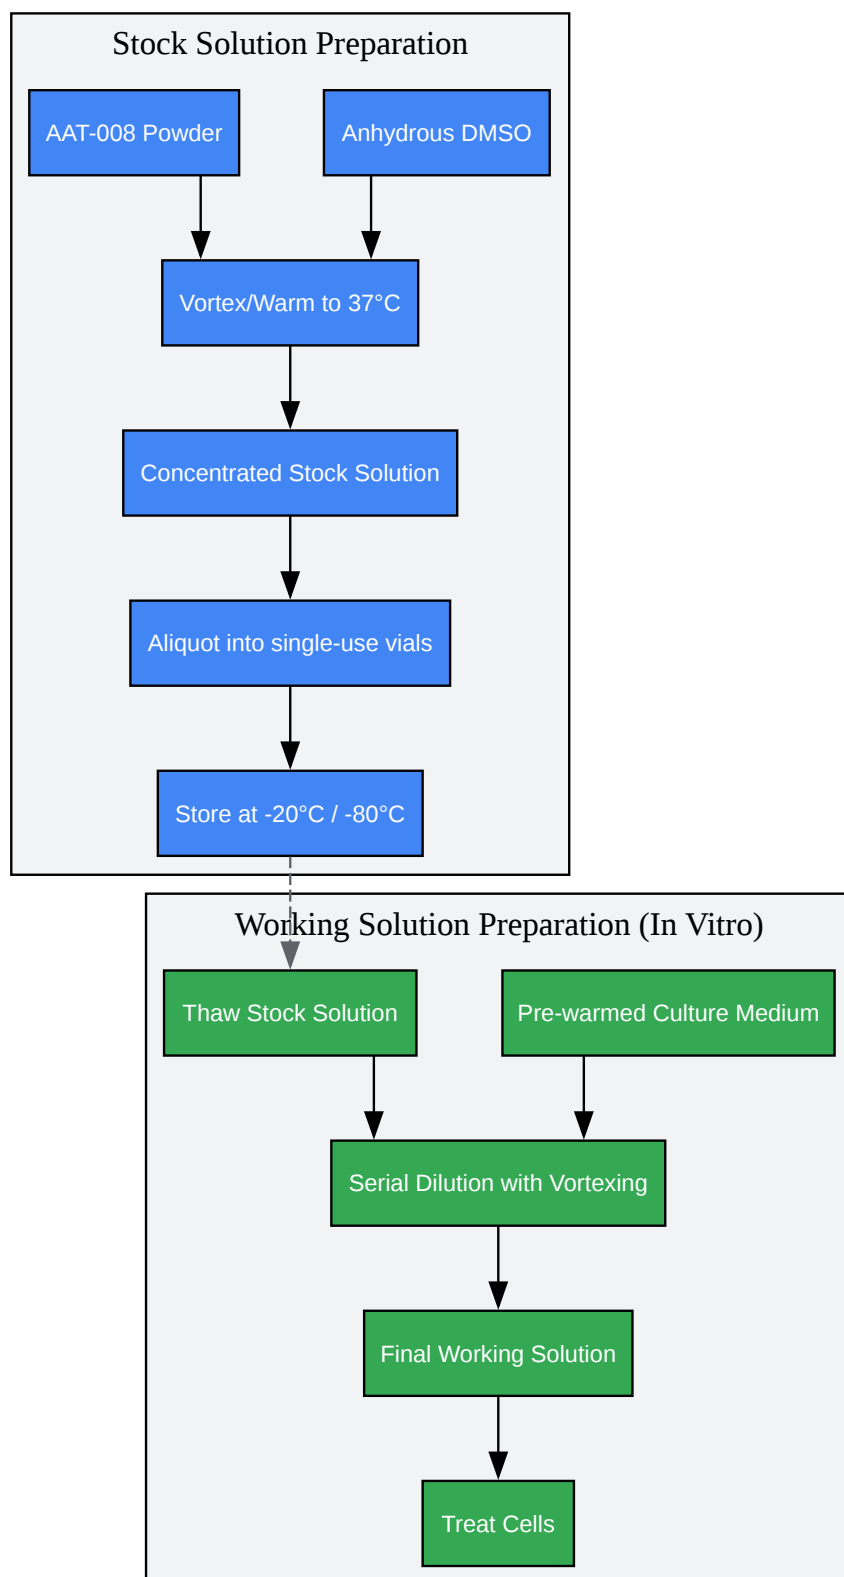 Stock Solution Preparation
AAT-008 Powder
Anhydrous DMSO
Vortex/Warm to 37°C
Concentrated Stock Solution
Aliquot into single-use vials
Store at -20°C / -80°C
Working Solution Preparation (In Vitro)
Thaw Stock Solution
Pre-warmed Culture Medium
Serial Dilution with Vortexing
Final Working Solution
Treat Cells